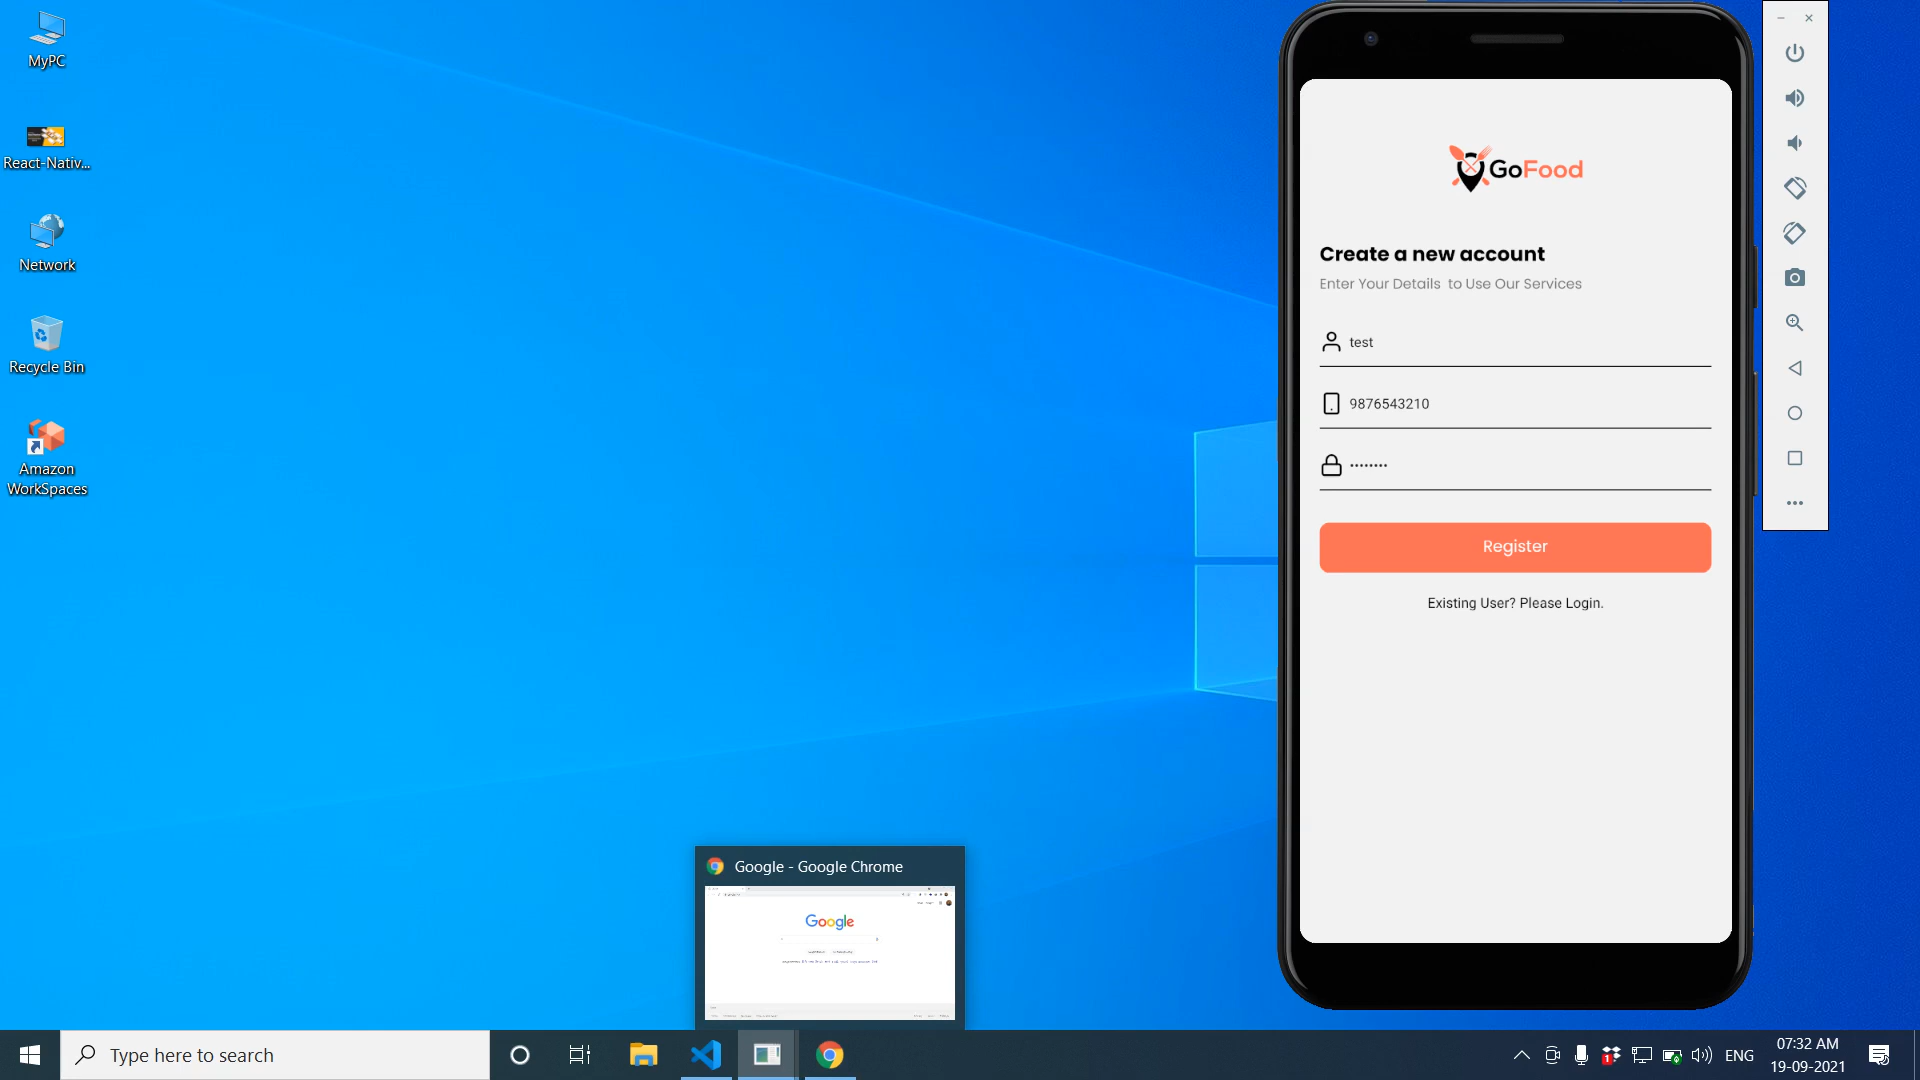 MyPC
React-Nativ...
Network
Recycle Bin
Amazon
WorkSpaces
GoFood
Create a new account
Enter Your Details to Use Our Services
test
9876543210
••••••••
Register
Existing User? Please Login.
Google - Google Chrome
Google
Type here to search
1
ENG
07:32 AM
19-09-2021